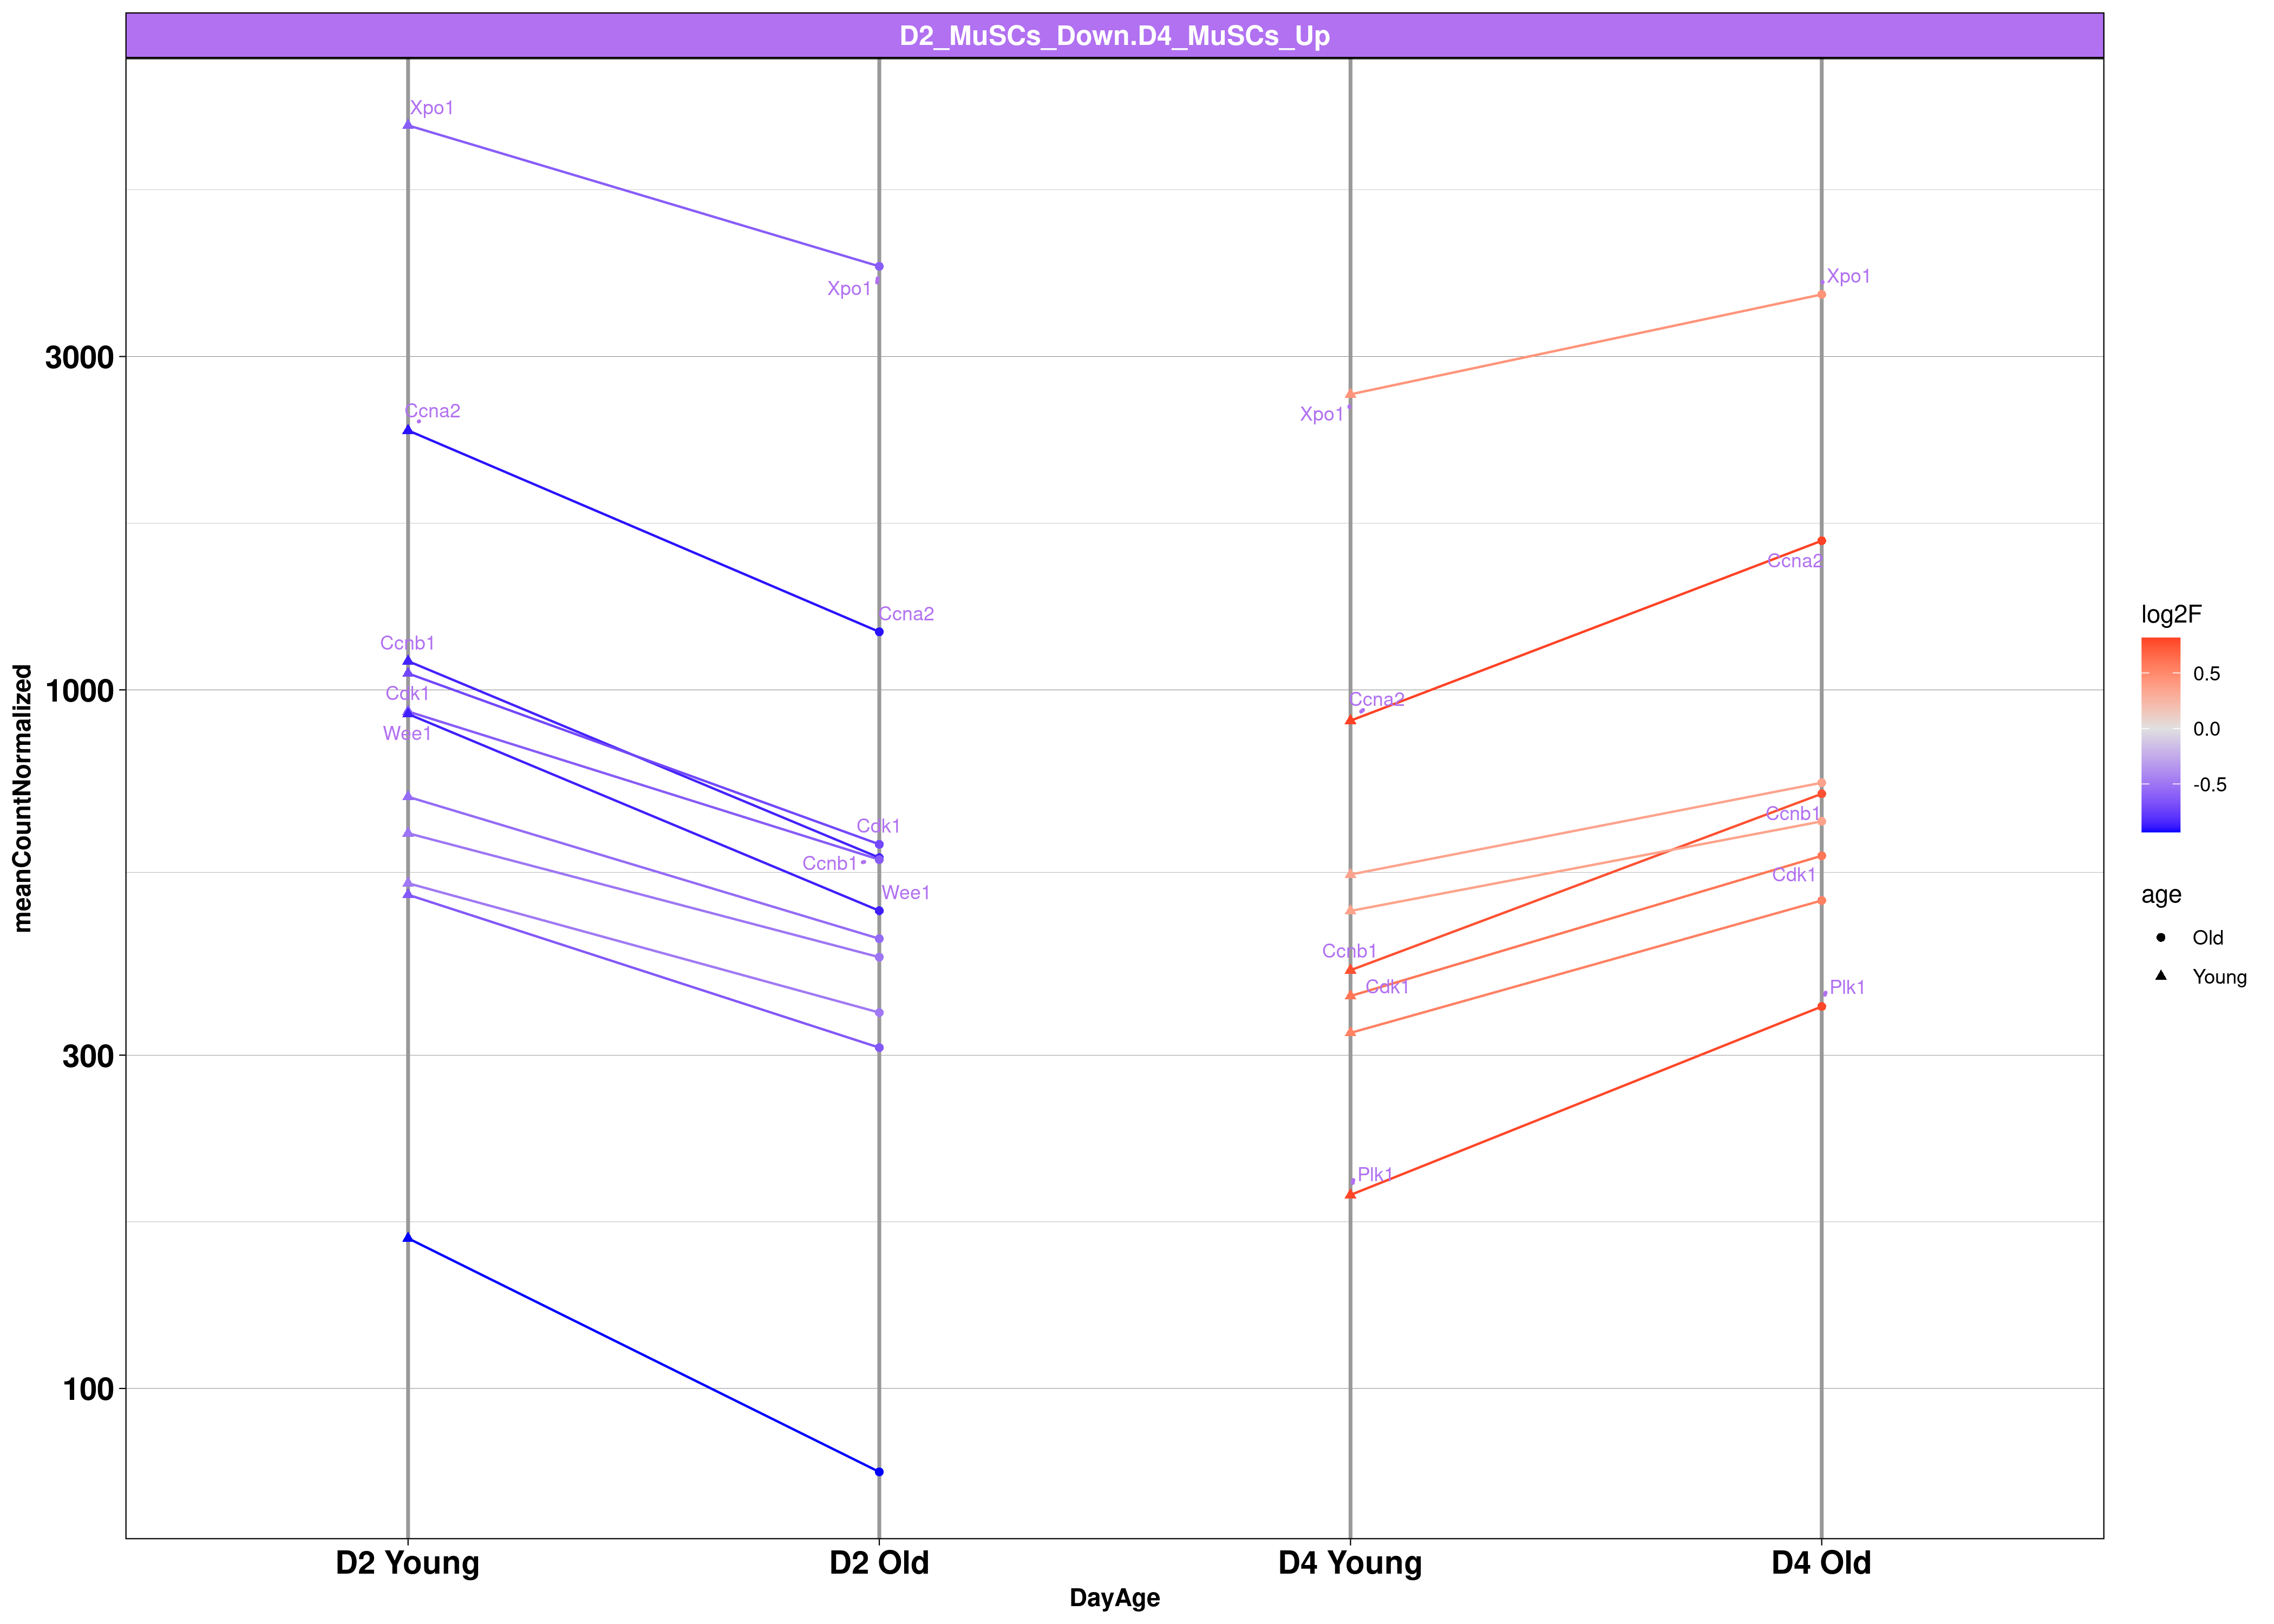 D2_MuSCs_Down.D4_MuSCs_Up
Xpo1
Xpo1
Xpo1
Xpo1
3000
Ccna2
Ccna2
Ccna2
Ccna2
Ccnb1
1000
Cdk1
Wee1
Cdk1
Ccnb1
Wee1
Ccnb1
Cdk1
Ccnb1
Cdk1
Plk1
Plk1
300
100
meanCountNormalized
D2 Young
D2 Old
D4 Young
D4 Old
DayAge
log2F
0.5
0.0
-0.5
age
Old
Young